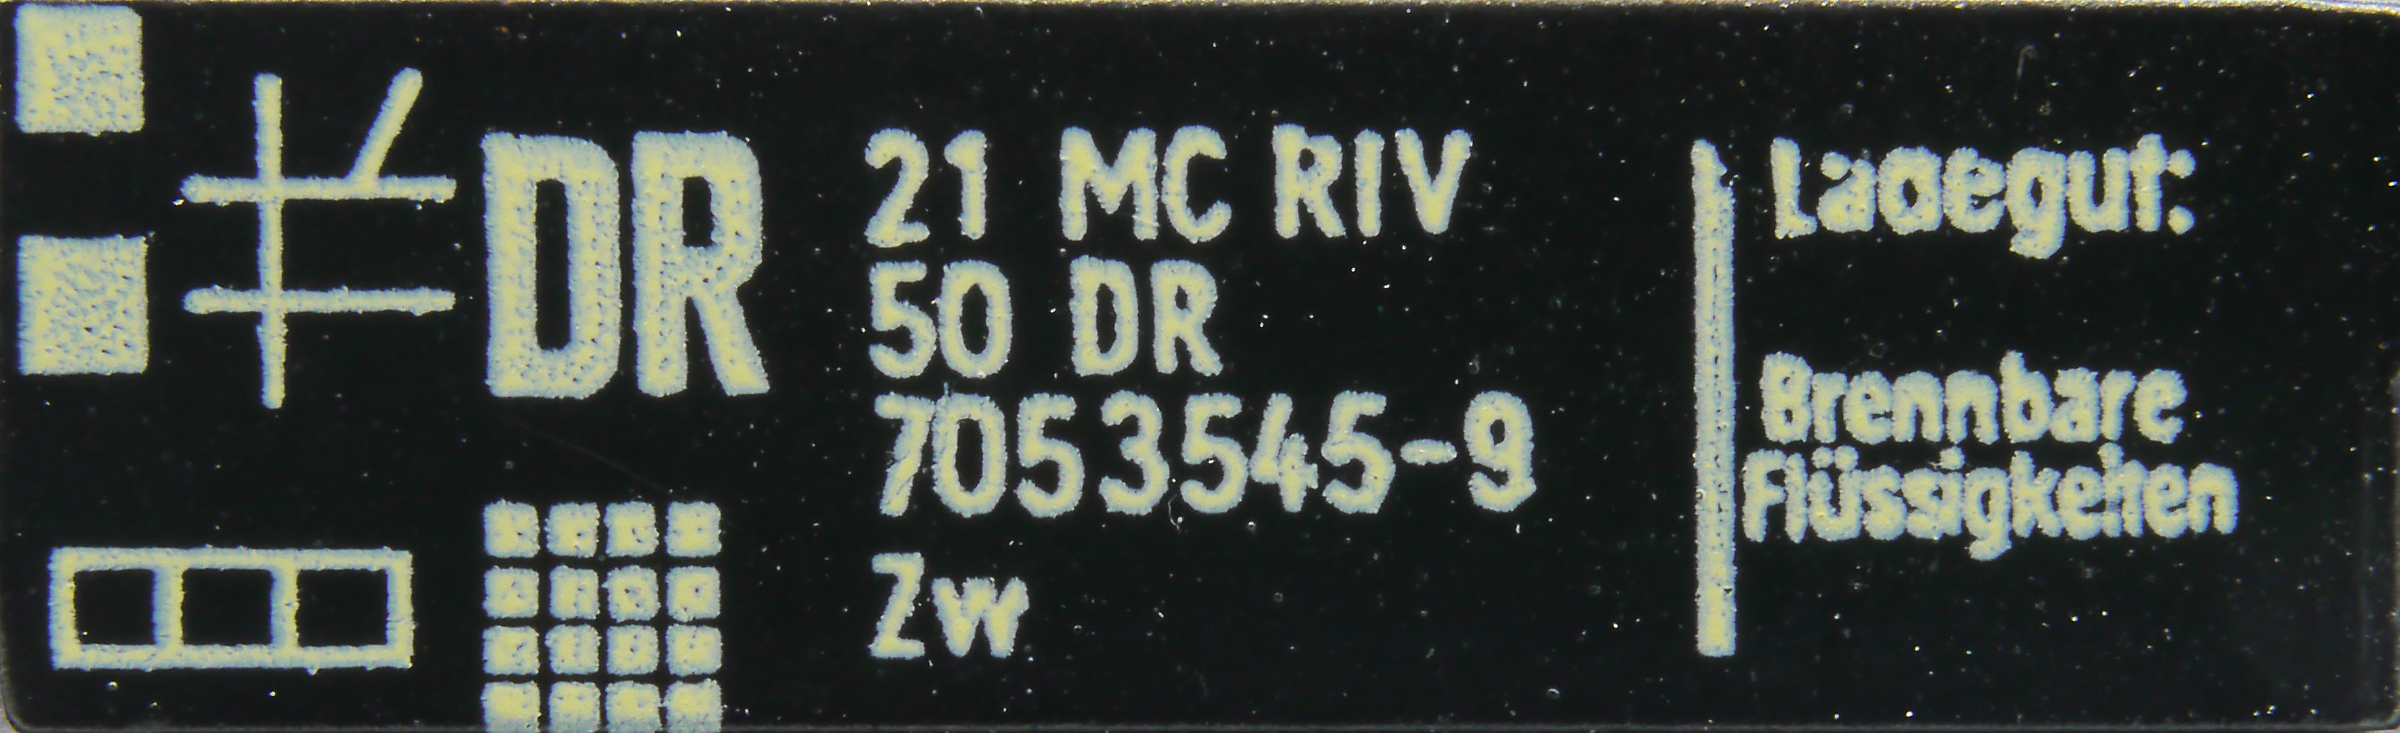 DR
21 MC RIV
50 DR
7053545-9
Zw
Ladegut:
Brennbare
Flüssigkeiten